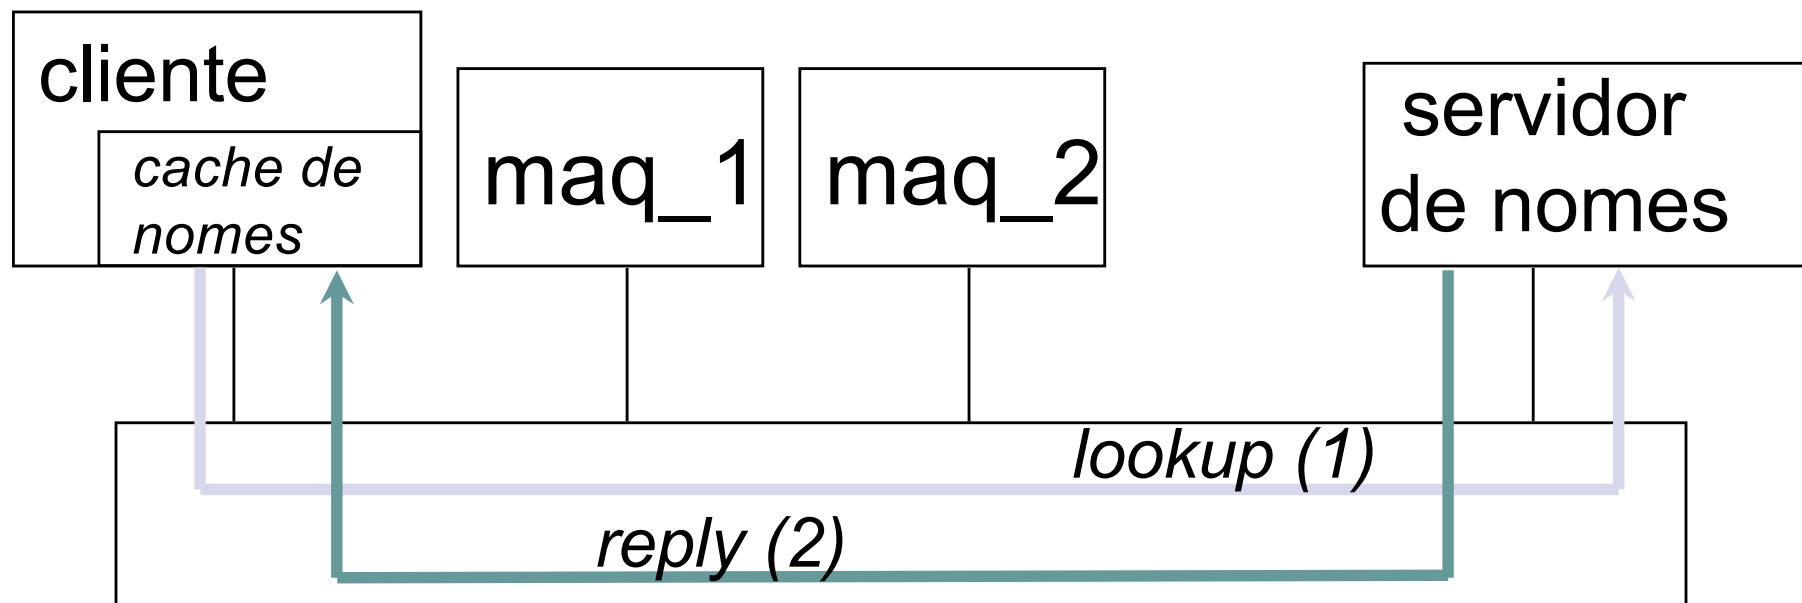 cliente
cache de
nomes
maq_1
maq_2
servidor
de nomes
lookup (1)
reply (2)